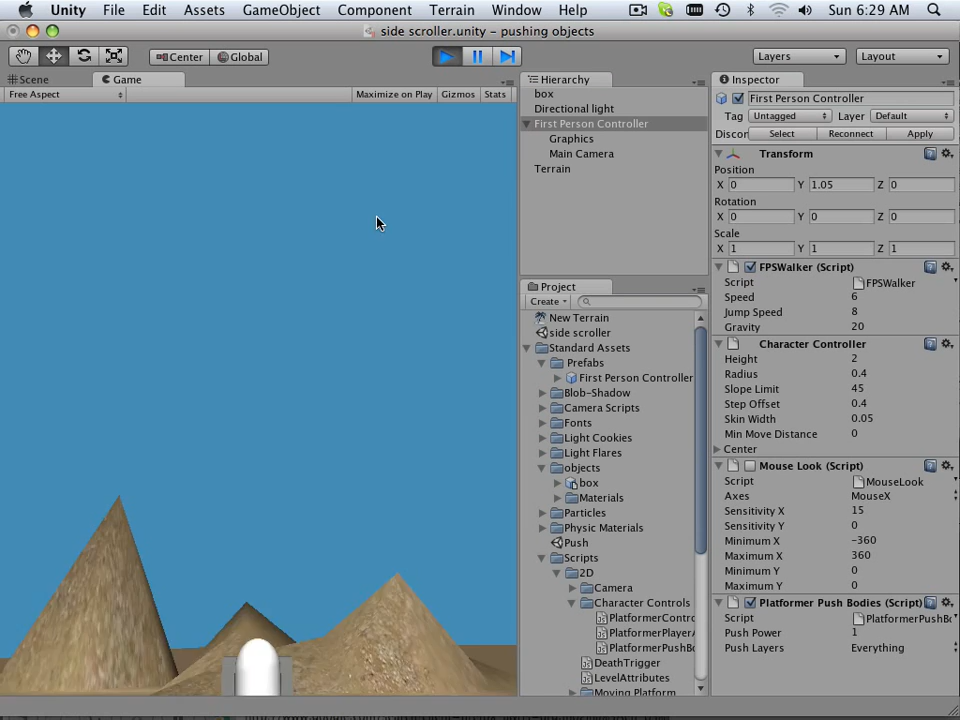 Unity File Edit Assets GameObject Component Terrain Window Help Sun 6:29 AM
side scroller.unity - pushing objects
Center Global Layers Layout
Scene Game
Free Aspect Maximize on Play Gizmos Stats
Hierarchy
box
Directional light
First Person Controller
Graphics
Main Camera
Terrain
Project
Create
New Terrain
side scroller
Standard Assets
Prefabs
First Person Controller
Blob-Shadow
Camera Scripts
Fonts
Light Cookies
Light Flares
objects
box
Materials
Particles
Physic Materials
Push
Scripts
2D
Camera
Character Controls
PlatformerContro
PlatformerPlayer
PlatformerPushBo
DeathTrigger
LevelAttributes
Moving Platform
Inspector
First Person Controller
Tag Untagged Layer Default
Discon Select Reconnect Apply
Transform
Position
X 0 Y 1.05 Z 0
Rotation
X 0 Y 0 Z 0
Scale
X 1 Y 1 Z 1
FPSWalker (Script)
Script FPSWalker
Speed 6
Jump Speed 8
Gravity 20
Character Controller
Height 2
Radius 0.4
Slope Limit 45
Step Offset 0.4
Skin Width 0.05
Min Move Distance 0
Center
Mouse Look (Script)
Script MouseLook
Axes MouseX
Sensitivity X 15
Sensitivity Y 0
Minimum X -360
Maximum X 360
Minimum Y 0
Maximum Y 0
Platformer Push Bodies (Script)
Script PlatformerPushBo
Push Power 1
Push Layers Everything